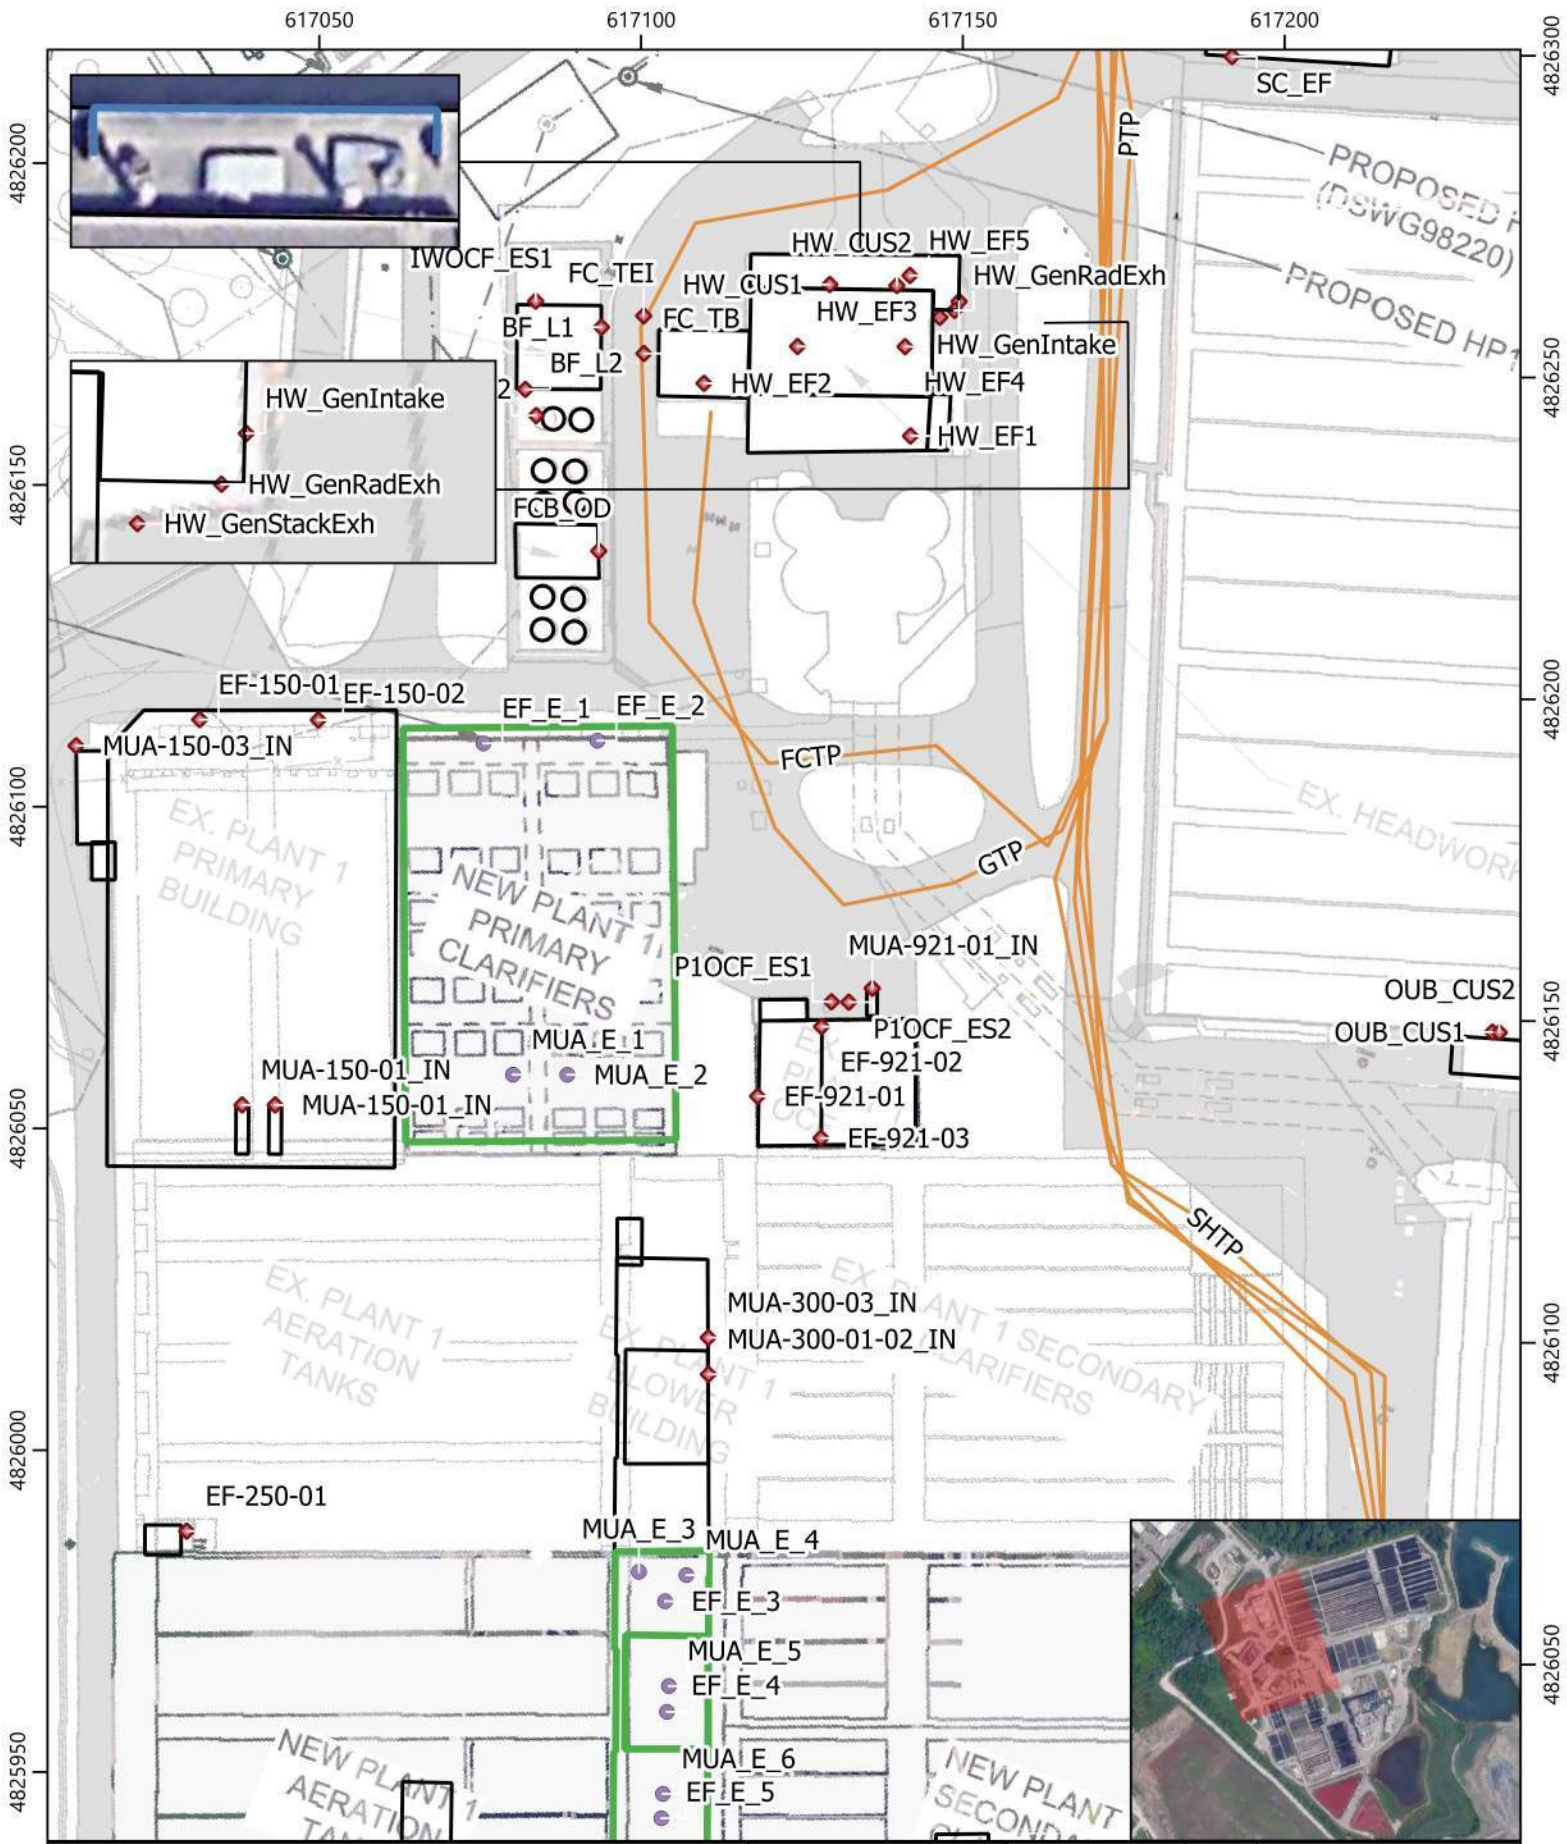 617050
617100
617150
617200
4826300
SC_EF
PTP
4826200
PROPOSED
(DSWG98220)
HW_CUS2
HW_EF5
IWOCF_ES1
FC_TEI
HW_CUS1
HW_GenRadExh
PROPOSED HP1
BF_L1
FC_TB
HW_EF3
HW_GenIntake
4826250
BF_L2
2
HW_EF2
HW_EF4
HW_GenIntake
HW_EF1
HW_GenRadExh
4826150
FCB_OD
HW_GenStackExh
EF-150-01
EF-150-02
EF_E_1
EF_E_2
4826200
MUA-150-03_IN
FCTP
4826100
EX. PLANT 1
PRIMARY
BUILDING
EX. HEADWORK
GTP
NEW PLANT 1
PRIMARY
CLARIFIERS
MUA-921-01_IN
P1OCF_ES1
OUB_CUS2
P1OCF_ES2
OUB_CUS1
4826150
MUA_E_1
EF-921-02
MUA-150-01_IN
MUA_E_2
EF-921-01
MUA-150-01_IN
4826050
EF-921-03
SHTP
EX. PLANT 1
AERATION
TANKS
MUA-300-03_IN
EX. PLANT 1 SECONDARY
CLARIFIERS
MUA-300-01-02_IN
4826100
EX. PLANT 1
BLOWER
BUILDING
4826000
EF-250-01
MUA_E_3
MUA_E_4
EF_E_3
MUA_E_5
4826050
EF_E_4
NEW PLANT 1
AERATION
MUA_E_6
EF_E_5
4825950
NEW PLANT